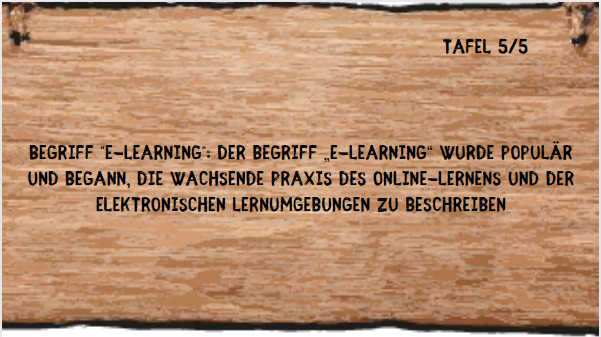 TAFEL 5/5
BEGRIFF "E-LEARNING": DER BEGRIFF „E-LEARNING“ WURDE POPULÄR
UND BEGANN, DIE WACHSENDE PRAXIS DES ONLINE-LERNENS UND DER
ELEKTRONISCHEN LERNUMGEBUNGEN ZU BESCHREIBEN